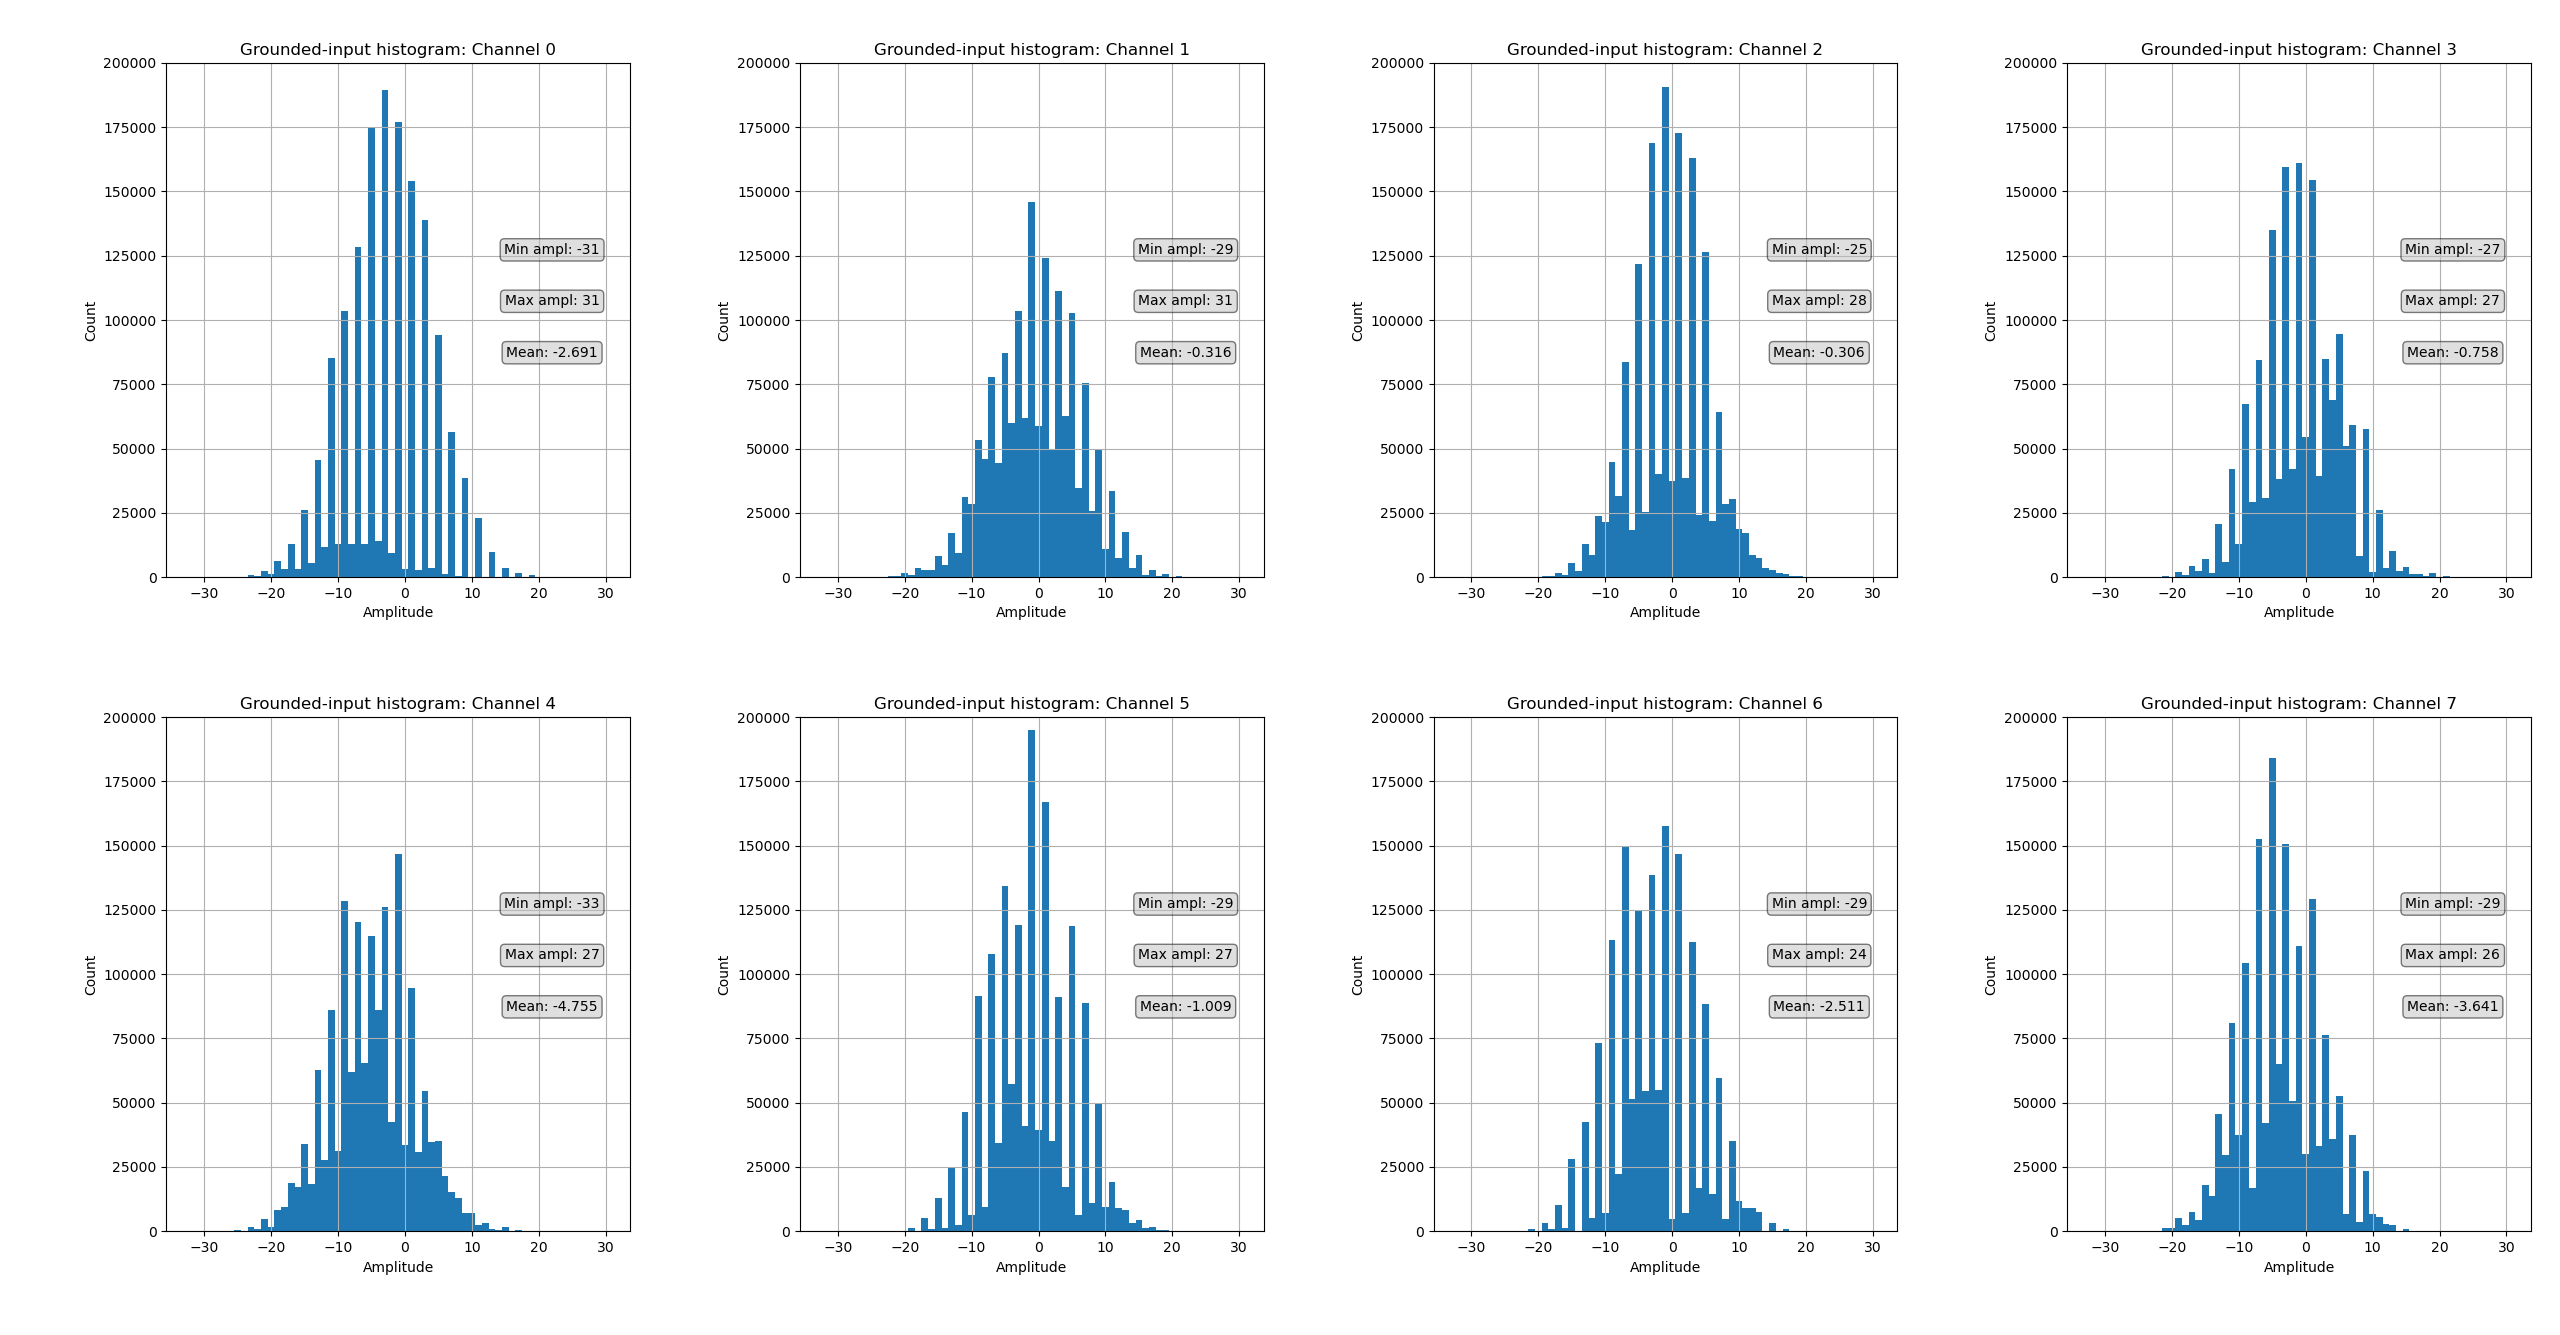 Grounded-input histogram: Channel 0
200000
175000
150000
125000
100000
75000
50000
25000
0
Count
Min ampl: -31
Max ampl: 31
Mean: -2.691
−30 −20 −10 0 10 20 30
Amplitude
Grounded-input histogram: Channel 1
200000
175000
150000
125000
100000
75000
50000
25000
0
Count
Min ampl: -29
Max ampl: 31
Mean: -0.316
−30 −20 −10 0 10 20 30
Amplitude
Grounded-input histogram: Channel 2
200000
175000
150000
125000
100000
75000
50000
25000
0
Count
Min ampl: -25
Max ampl: 28
Mean: -0.306
−30 −20 −10 0 10 20 30
Amplitude
Grounded-input histogram: Channel 3
200000
175000
150000
125000
100000
75000
50000
25000
0
Count
Min ampl: -27
Max ampl: 27
Mean: -0.758
−30 −20 −10 0 10 20 30
Amplitude
Grounded-input histogram: Channel 4
200000
175000
150000
125000
100000
75000
50000
25000
0
Count
Min ampl: -33
Max ampl: 27
Mean: -4.755
−30 −20 −10 0 10 20 30
Amplitude
Grounded-input histogram: Channel 5
200000
175000
150000
125000
100000
75000
50000
25000
0
Count
Min ampl: -29
Max ampl: 27
Mean: -1.009
−30 −20 −10 0 10 20 30
Amplitude
Grounded-input histogram: Channel 6
200000
175000
150000
125000
100000
75000
50000
25000
0
Count
Min ampl: -29
Max ampl: 24
Mean: -2.511
−30 −20 −10 0 10 20 30
Amplitude
Grounded-input histogram: Channel 7
200000
175000
150000
125000
100000
75000
50000
25000
0
Count
Min ampl: -29
Max ampl: 26
Mean: -3.641
−30 −20 −10 0 10 20 30
Amplitude